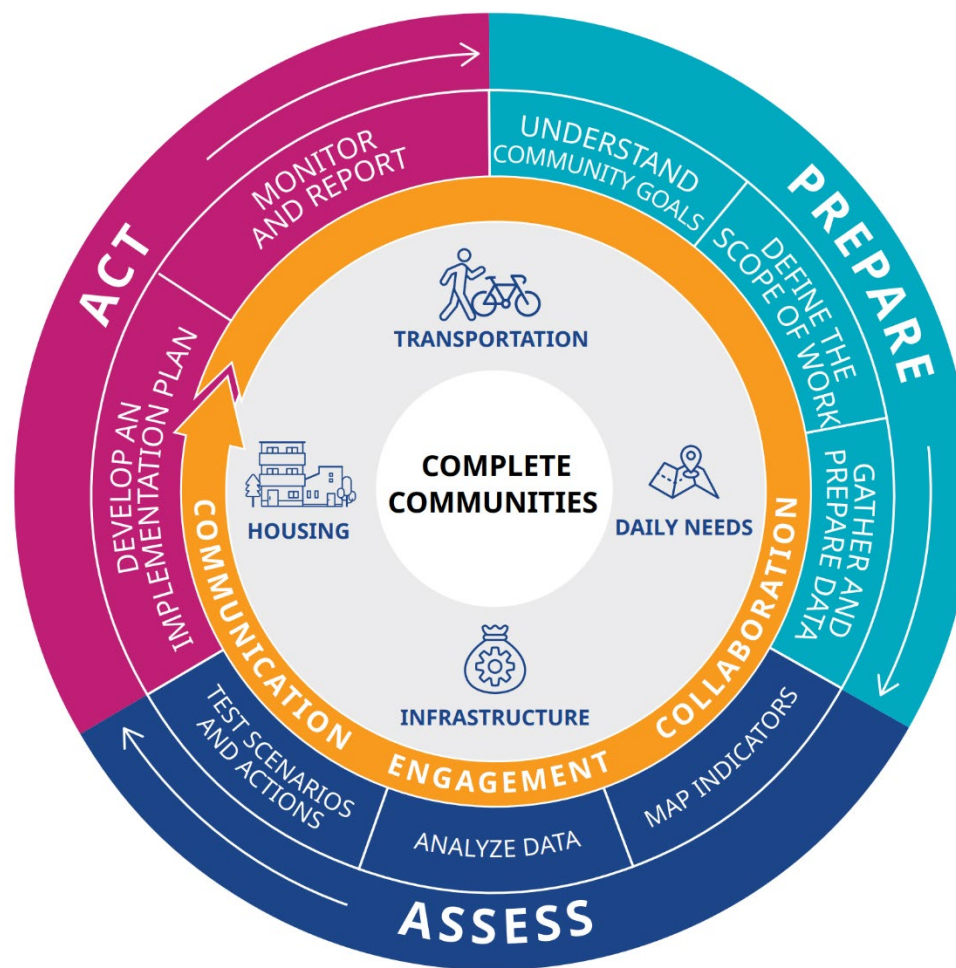 PREPARE
UNDERSTAND
COMMUNITY GOALS
DEFINE THE
SCOPE OF WORK
GATHER AND
PREPARE DATA
ASSESS
MAP INDICATORS
ANALYZE DATA
TEST SCENARIOS
AND ACTIONS
ACT
DEVELOP AN
IMPLEMENTATION PLAN
MONITOR
AND REPORT
COMMUNICATION
ENGAGEMENT
COLLABORATION
TRANSPORTATION
HOUSING
DAILY NEEDS
INFRASTRUCTURE
COMPLETE
COMMUNITIES